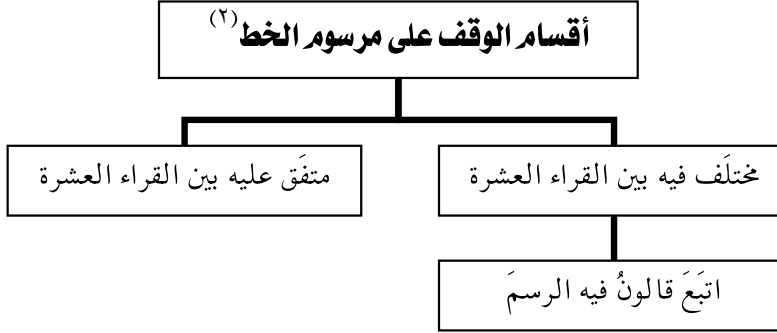 أقسام الوقف على مرسوم الخط (٢)
مختلَف فيه بين القراء العشرة
متفَق عليه بين القراء العشرة
اتبَعَ قالونُ فيه الرسمَ